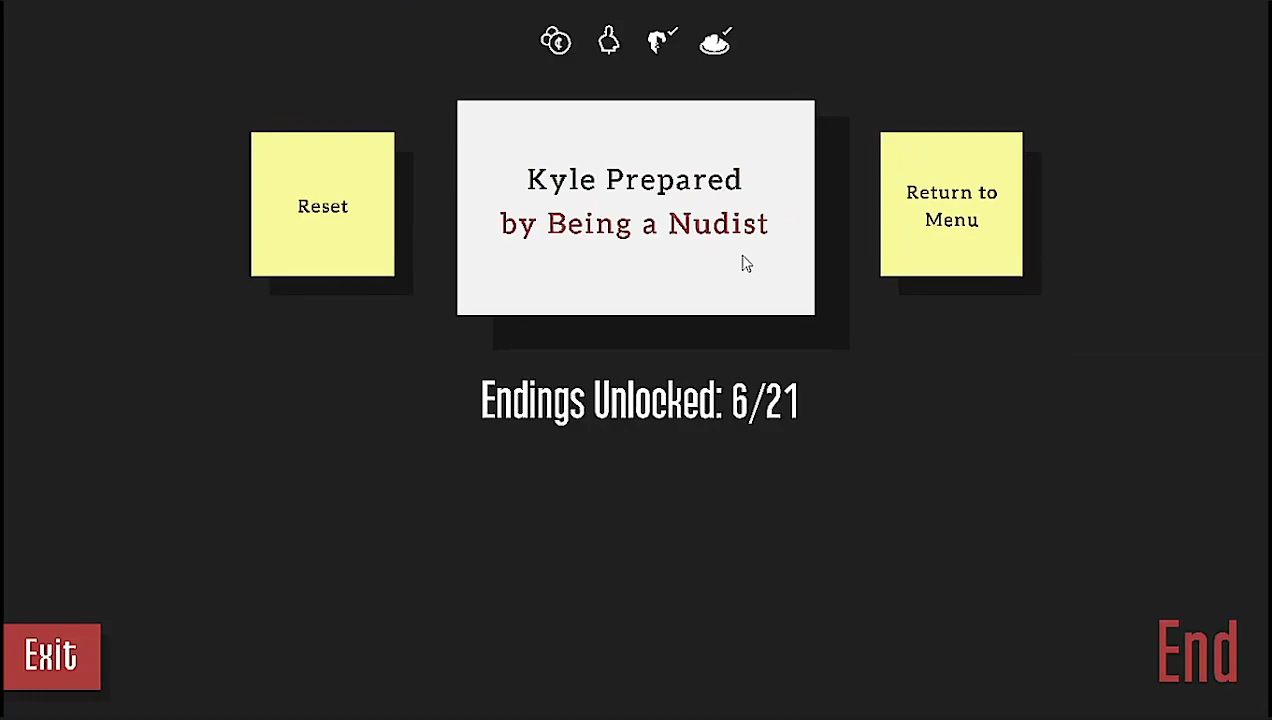 Reset
Kyle Prepared
by Being a Nudist
Return to
Menu
Endings Unlocked: 6/21
Exit
End